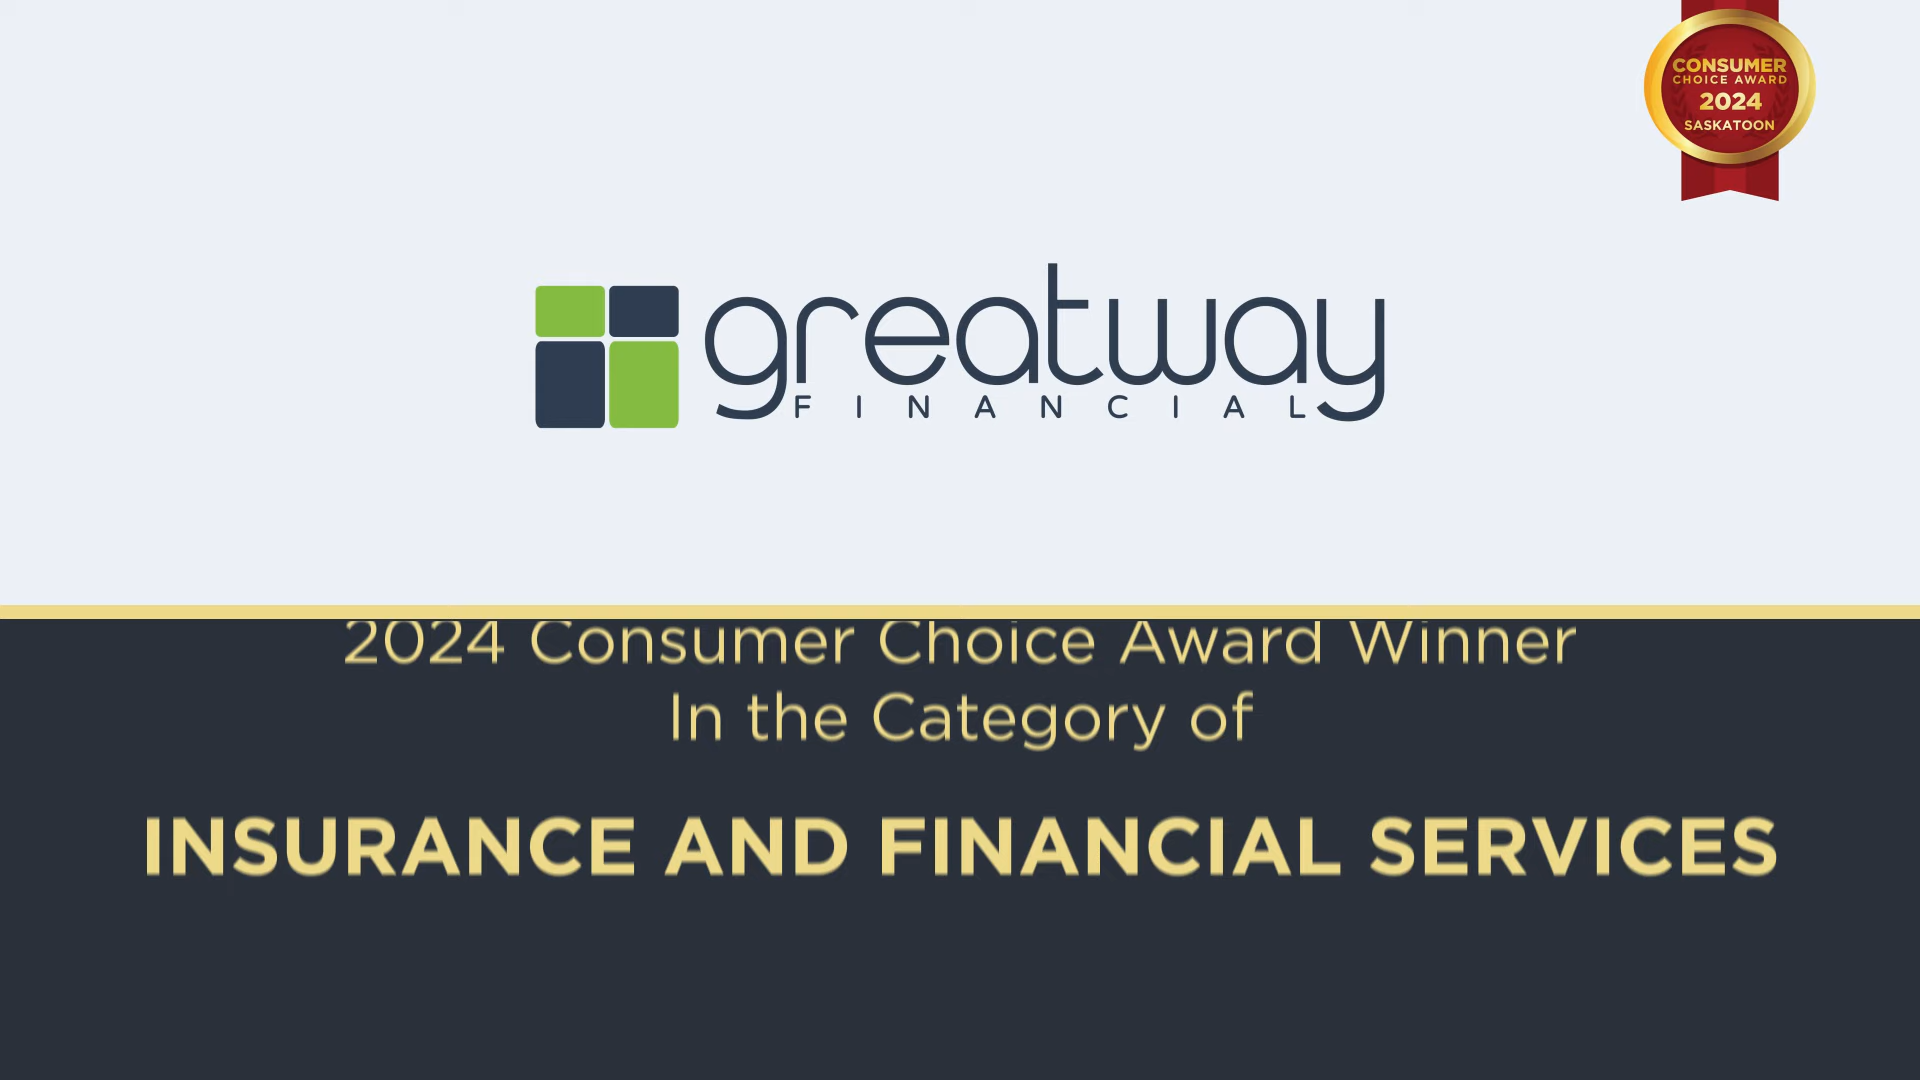 CONSUMER
CHOICE AWARD
2024
SASKATOON
greatway
FINANCIAL
2024 Consumer Choice Award Winner
In the Category of
INSURANCE AND FINANCIAL SERVICES